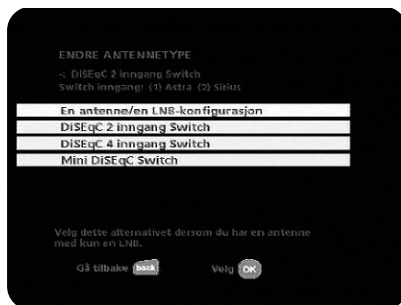 ENDRE ANTENNETYPE
-: DiSEqC 2 inngang Switch
Switch inngang: (1) Astra (2) Sirius
En antenne/en LNB-konfigurasjon
DiSEqC 2 inngang Switch
DiSEqC 4 inngang Switch
Mini DiSEqC Switch
Velg dette alternativet dersom du har en antenne
med kun en LNB.
Gå tilbake back Velg OK